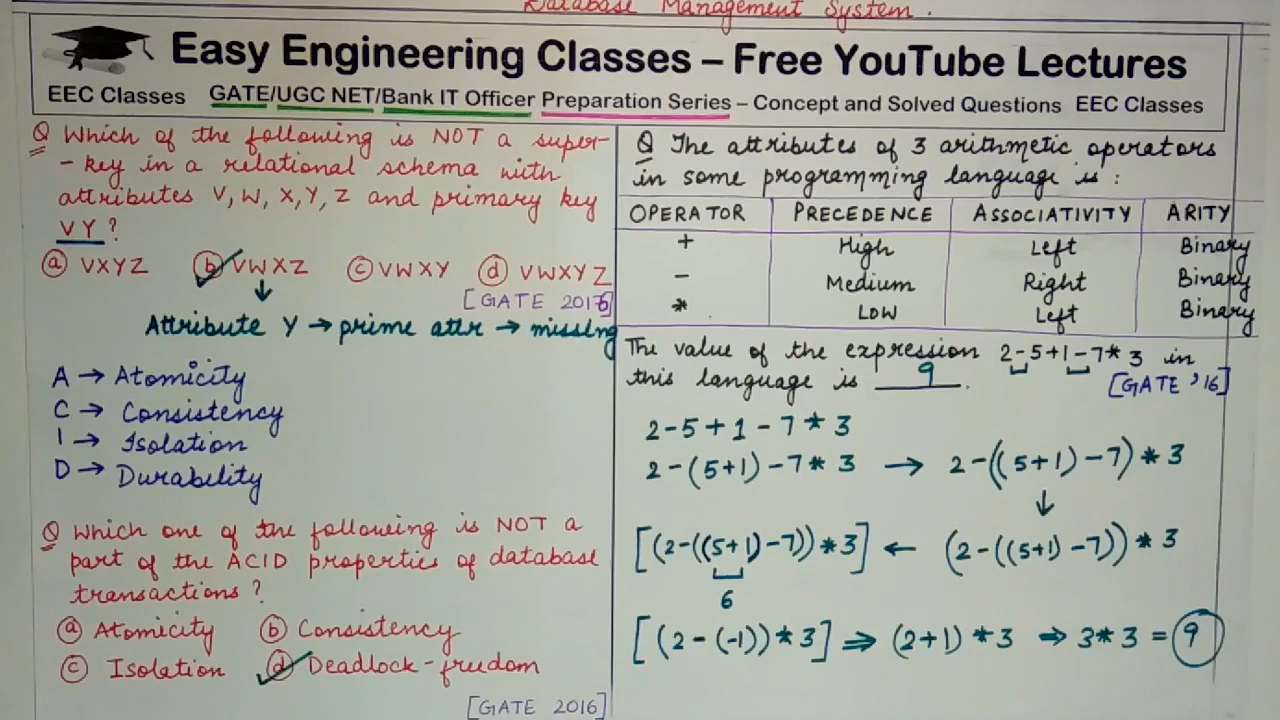 Database Management System.
Easy Engineering Classes – Free YouTube Lectures
EEC Classes GATE/UGC NET/Bank IT Officer Preparation Series – Concept and Solved Questions EEC Classes
Q Which of the following is NOT a super-
-key in a relational schema with
attributes V, W, X, Y, Z and primary key
VY?
(a) VXYZ (b) VWXZ (c) VWXY (d) VWXYZ
[GATE 2016]
Attribute Y → prime attr → missing
A → Atomicity
C → Consistency
I → Isolation
D → Durability
Q Which one of the following is NOT a
part of the ACID properties of database
transactions?
(a) Atomicity (b) Consistency
(c) Isolation (d) Deadlock-freedom
[GATE 2016]
Q The attributes of 3 arithmetic operators
in some programming language is:
OPERATOR PRECEDENCE ASSOCIATIVITY ARITY
+ High Left Binary
- Medium Right Binary
* Low Left Binary
The value of the expression 2-5+1-7*3 in
this language is 9.
[GATE '16]
2-5+1-7*3
2-(5+1)-7*3 → 2-((5+1)-7)*3
↓
[(2-((5+1)-7))*3] ← (2-((5+1)-7))*3
6
[(2-(-1))*3] ⇒ (2+1)*3 ⇒ 3*3 = 9